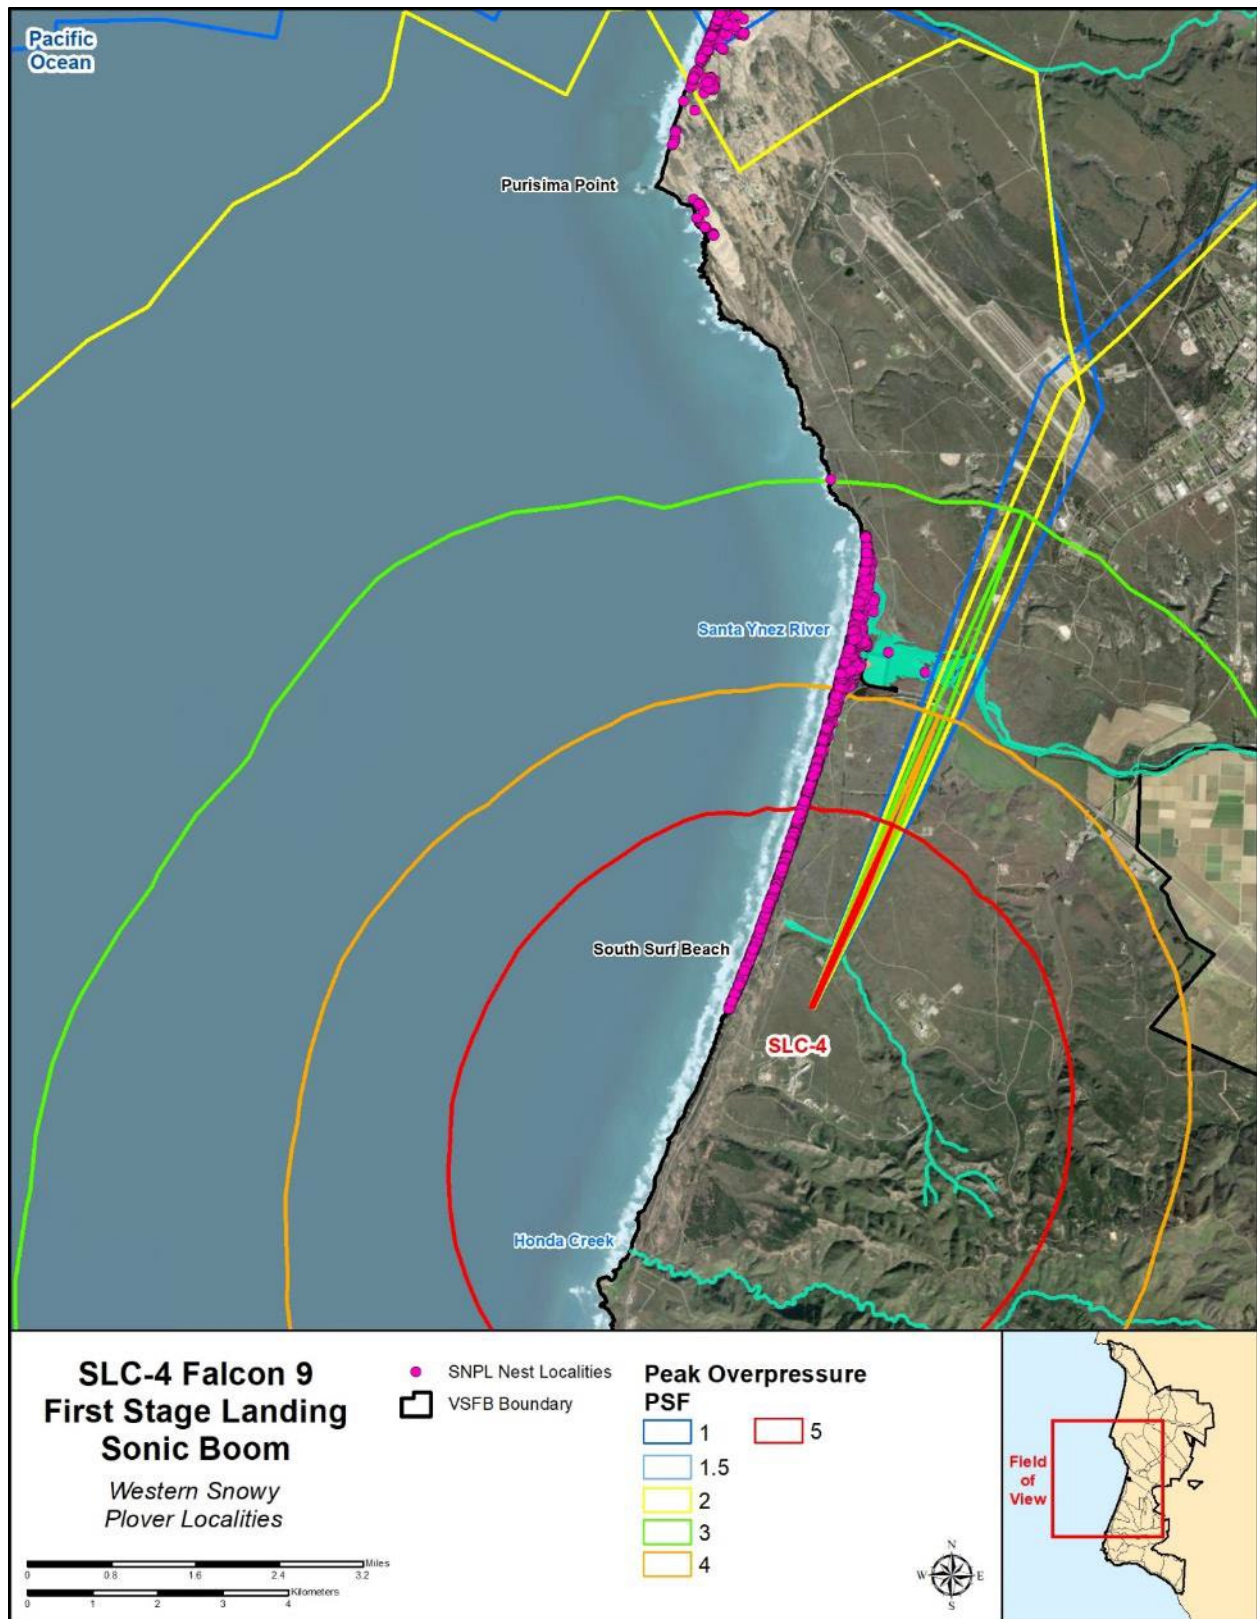 Pacific
Ocean
Purisima Point
Santa Ynez River
South Surf Beach
SLC-4
Honda Creek
SLC-4 Falcon 9
First Stage Landing
Sonic Boom
Western Snowy
Plover Localities
0 0.8 1.6 2.4 3.2 Miles
0 1 2 3 4 Kilometers
SNPL Nest Localities
VSFB Boundary
Peak Overpressure
PSF
1
1.5
2
3
4
5
N
W E
S
Field
of
View